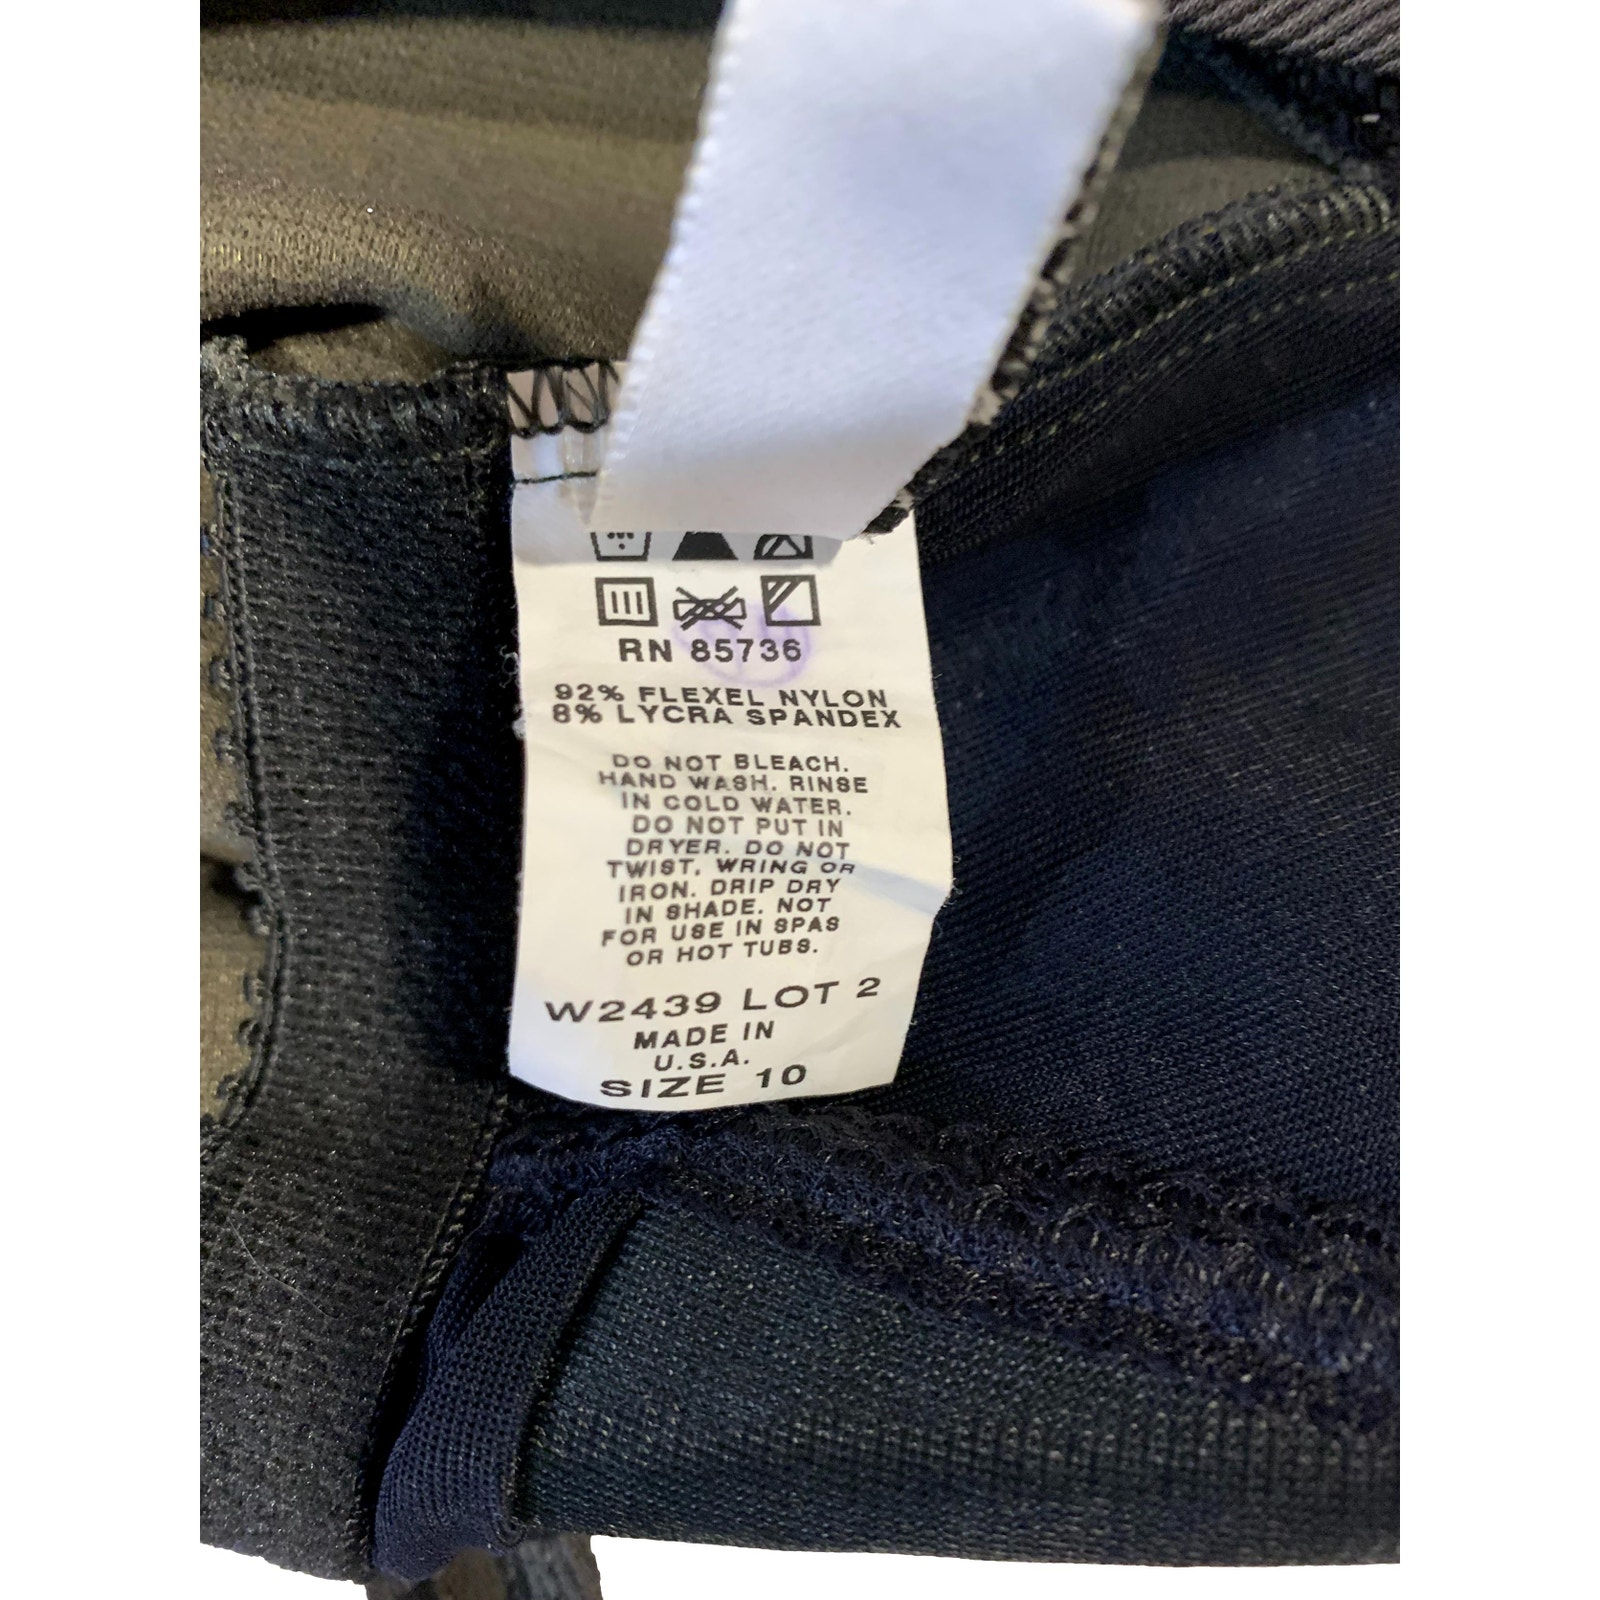 RN 85736
92% FLEXEL NYLON
8% LYCRA SPANDEX
DO NOT BLEACH.
HAND WASH. RINSE
IN COLD WATER.
DO NOT PUT IN
DRYER. DO NOT
TWIST, WRING OR
IRON. DRIP DRY
IN SHADE. NOT
FOR USE IN SPAS
OR HOT TUBS.
W2439 LOT 2
MADE IN
U.S.A.
SIZE 10